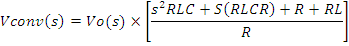 Vconv(s) = Vo(s) × [(s²RLC + S(RLCR) + R + RL) / R]